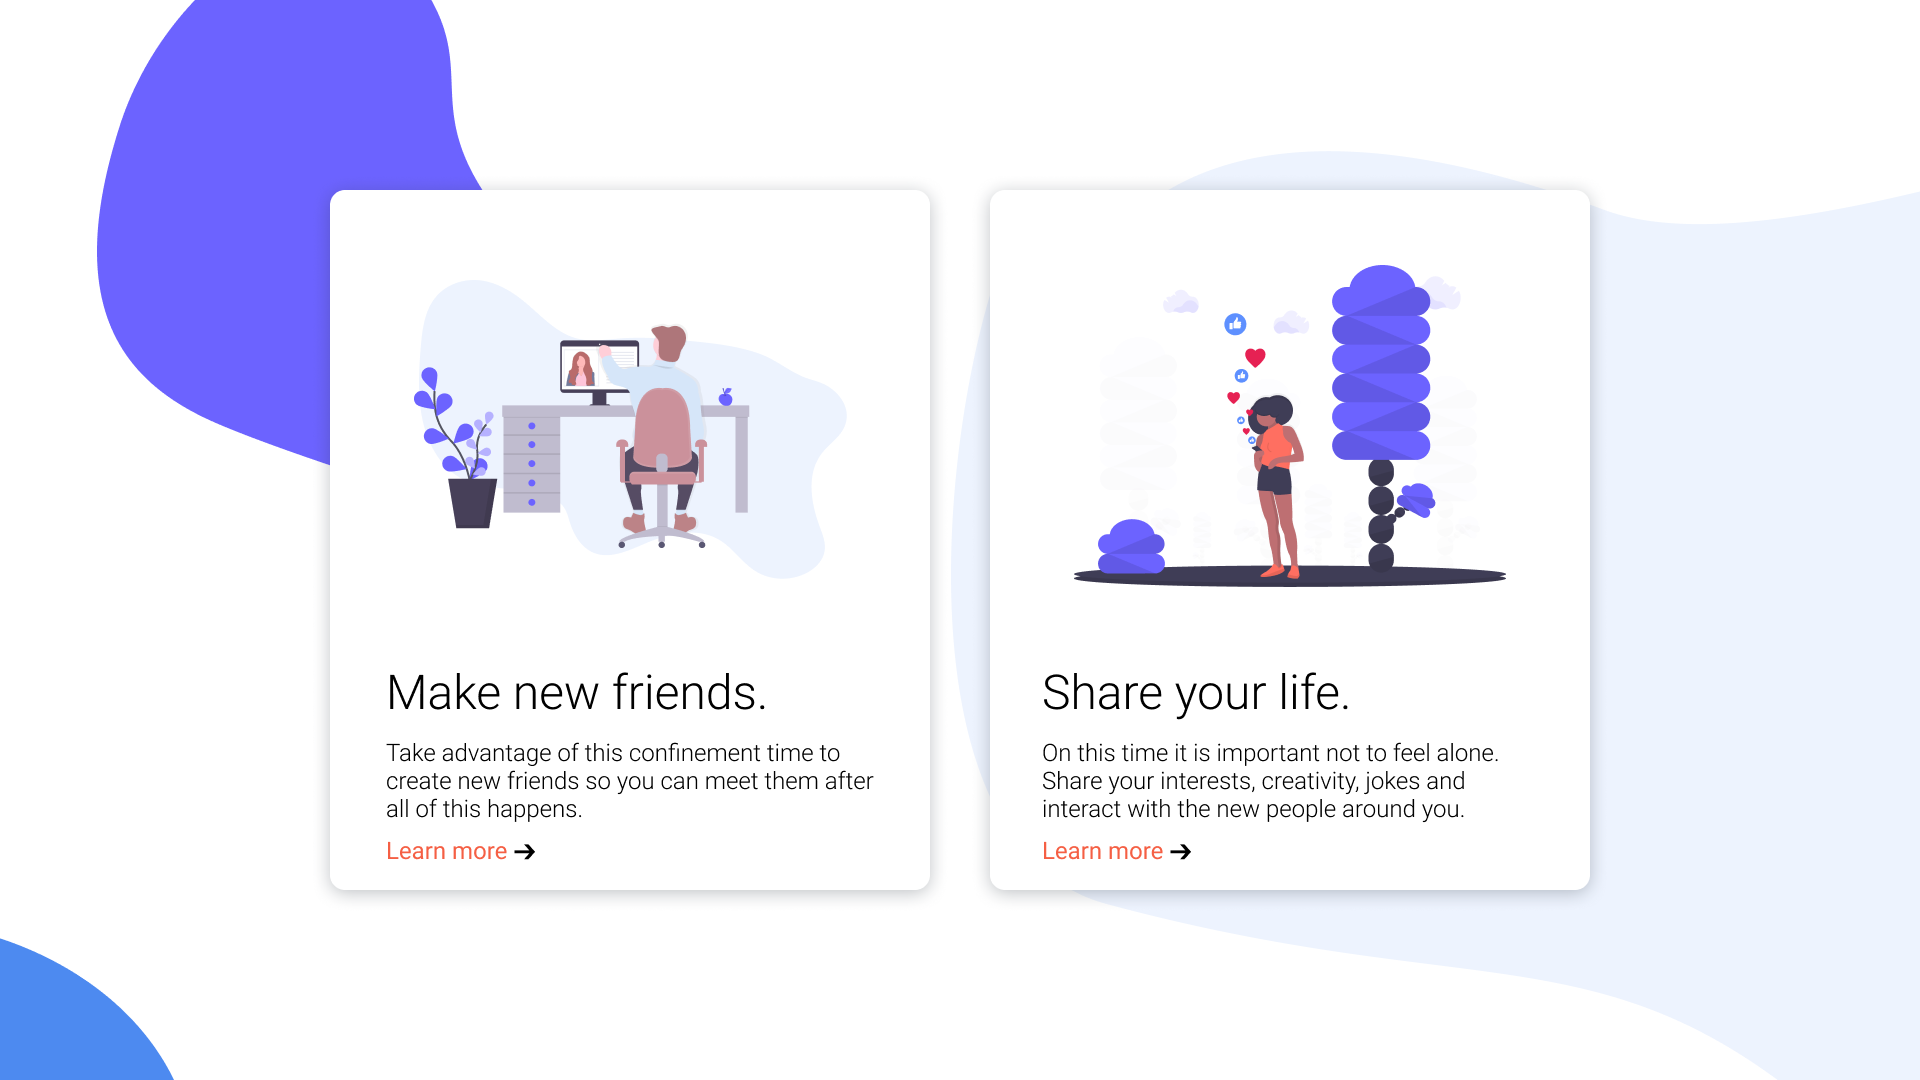 Make new friends.
Take advantage of this confinement time to
create new friends so you can meet them after
all of this happens.
Learn more ➔
Share your life.
On this time it is important not to feel alone.
Share your interests, creativity, jokes and
interact with the new people around you.
Learn more ➔